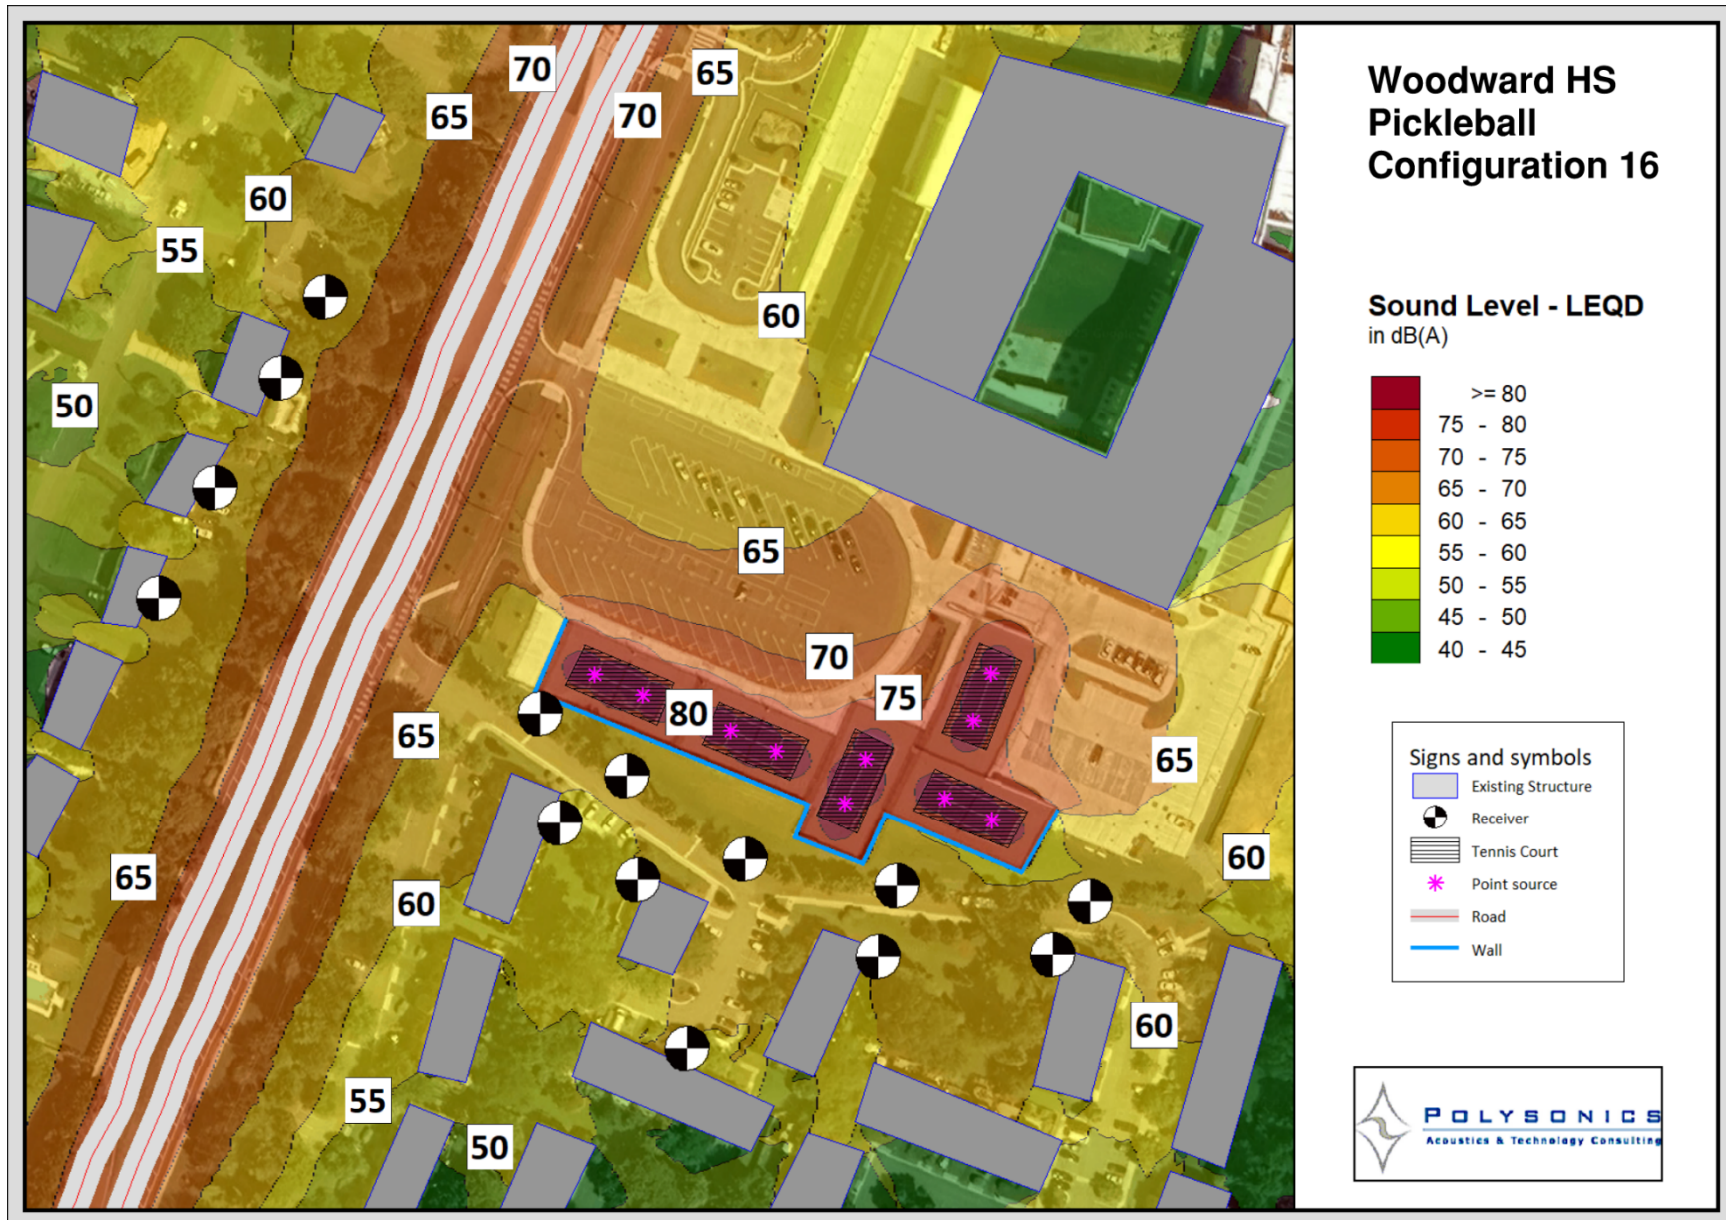 Woodward HS
Pickleball
Configuration 16
Sound Level - LEQD
in dB(A)
>= 80
75 - 80
70 - 75
65 - 70
60 - 65
55 - 60
50 - 55
45 - 50
40 - 45
Signs and symbols
Existing Structure
Receiver
Tennis Court
Point source
Road
Wall
POLYSONICS
Acoustics & Technology Consulting
70
65
65
70
60
55
60
50
65
70
75
80
65
65
60
65
60
60
55
50